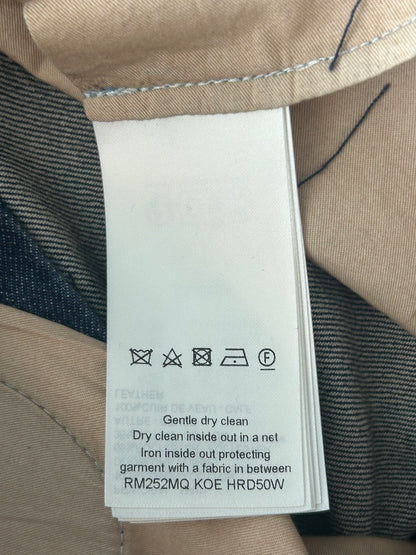 F
Gentle dry clean
Dry clean inside out in a net
Iron inside out protecting
garment with a fabric in between
RM252MQ KOE HRD50W